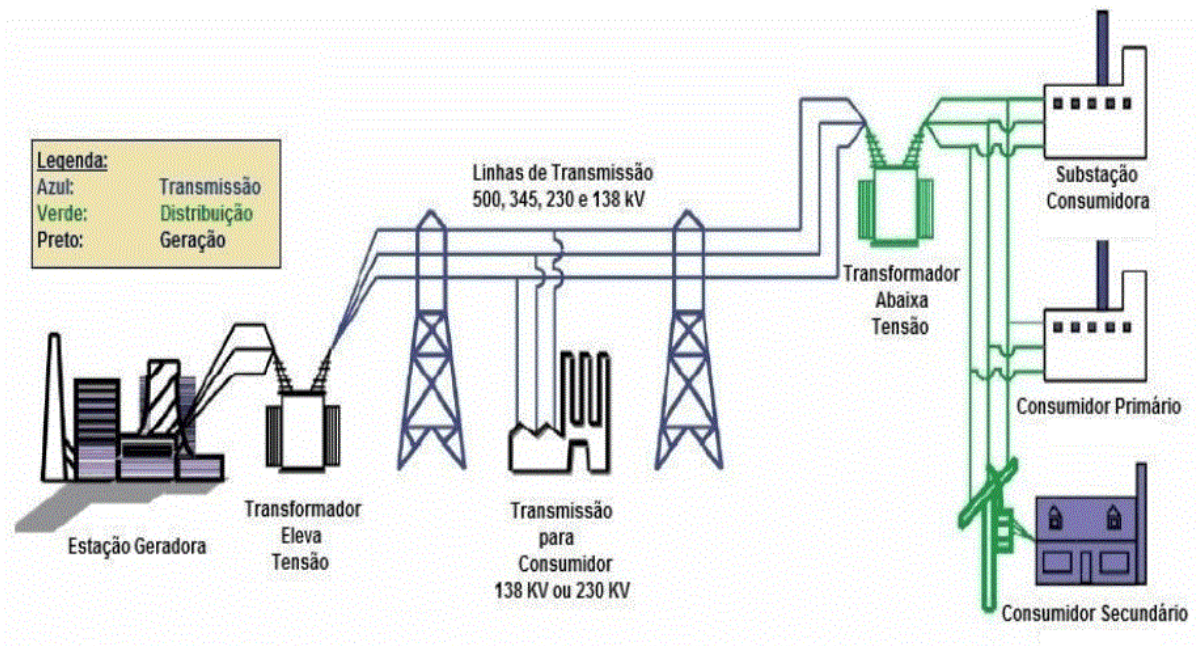 Legenda:
Azul: Transmissão
Verde: Distribuição
Preto: Geração
Linhas de Transmissão
500, 345, 230 e 138 kV
Substação
Consumidora
Transformador
Abaixa
Tensão
Consumidor Primário
Estação Geradora
Transformador
Eleva
Tensão
Transmissão
para
Consumidor
138 KV ou 230 KV
Consumidor Secundário